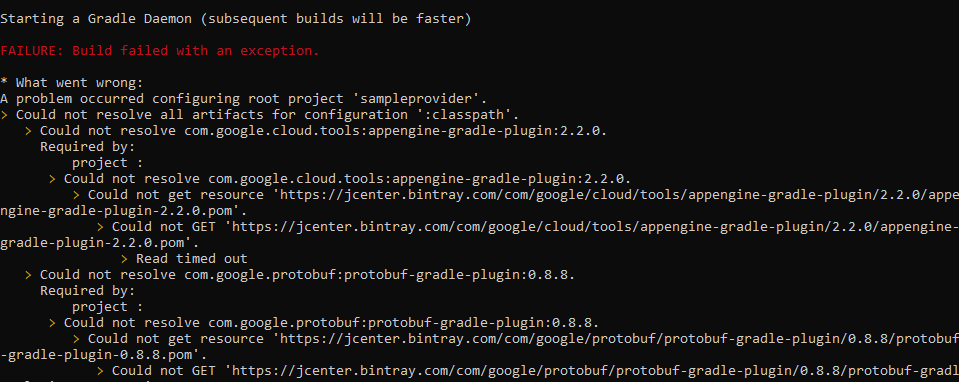 Starting a Gradle Daemon (subsequent builds will be faster)
FAILURE: Build failed with an exception.
* What went wrong:
A problem occurred configuring root project 'sampleprovider'.
> Could not resolve all artifacts for configuration ':classpath'.
> Could not resolve com.google.cloud.tools:appengine-gradle-plugin:2.2.0.
Required by:
project :
> Could not resolve com.google.cloud.tools:appengine-gradle-plugin:2.2.0.
> Could not get resource 'https://jcenter.bintray.com/com/google/cloud/tools/appengine-gradle-plugin/2.2.0/appe
ngine-gradle-plugin-2.2.0.pom'.
> Could not GET 'https://jcenter.bintray.com/com/google/cloud/tools/appengine-gradle-plugin/2.2.0/appengine-
gradle-plugin-2.2.0.pom'.
> Read timed out
> Could not resolve com.google.protobuf:protobuf-gradle-plugin:0.8.8.
Required by:
project :
> Could not resolve com.google.protobuf:protobuf-gradle-plugin:0.8.8.
> Could not get resource 'https://jcenter.bintray.com/com/google/protobuf/protobuf-gradle-plugin/0.8.8/protobuf
-gradle-plugin-0.8.8.pom'.
> Could not GET 'https://jcenter.bintray.com/com/google/protobuf/protobuf-gradle-plugin/0.8.8/protobuf-gradl